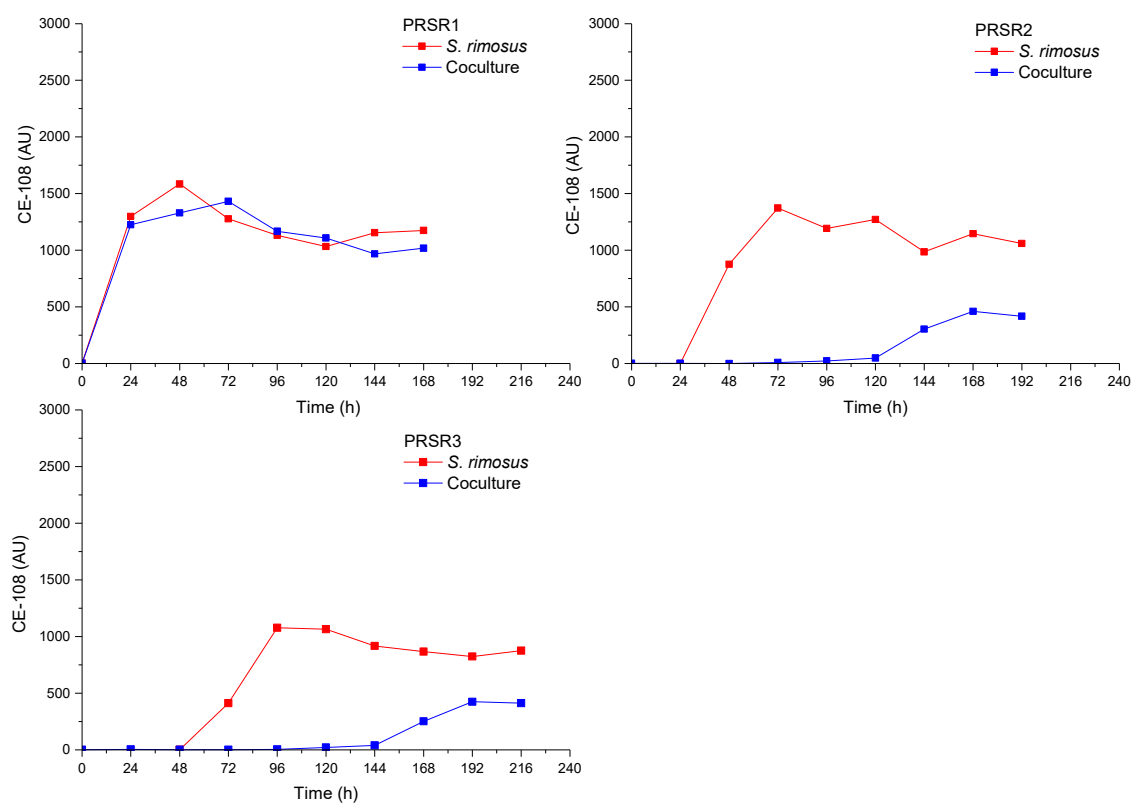 PRSR1
S. rimosus
Coculture
3000
2500
2000
1500
1000
500
0
CE-108 (AU)
0 24 48 72 96 120 144 168 192 216 240
Time (h)
PRSR2
S. rimosus
Coculture
3000
2500
2000
1500
1000
500
0
CE-108 (AU)
0 24 48 72 96 120 144 168 192 216 240
Time (h)
PRSR3
S. rimosus
Coculture
3000
2500
2000
1500
1000
500
0
CE-108 (AU)
0 24 48 72 96 120 144 168 192 216 240
Time (h)